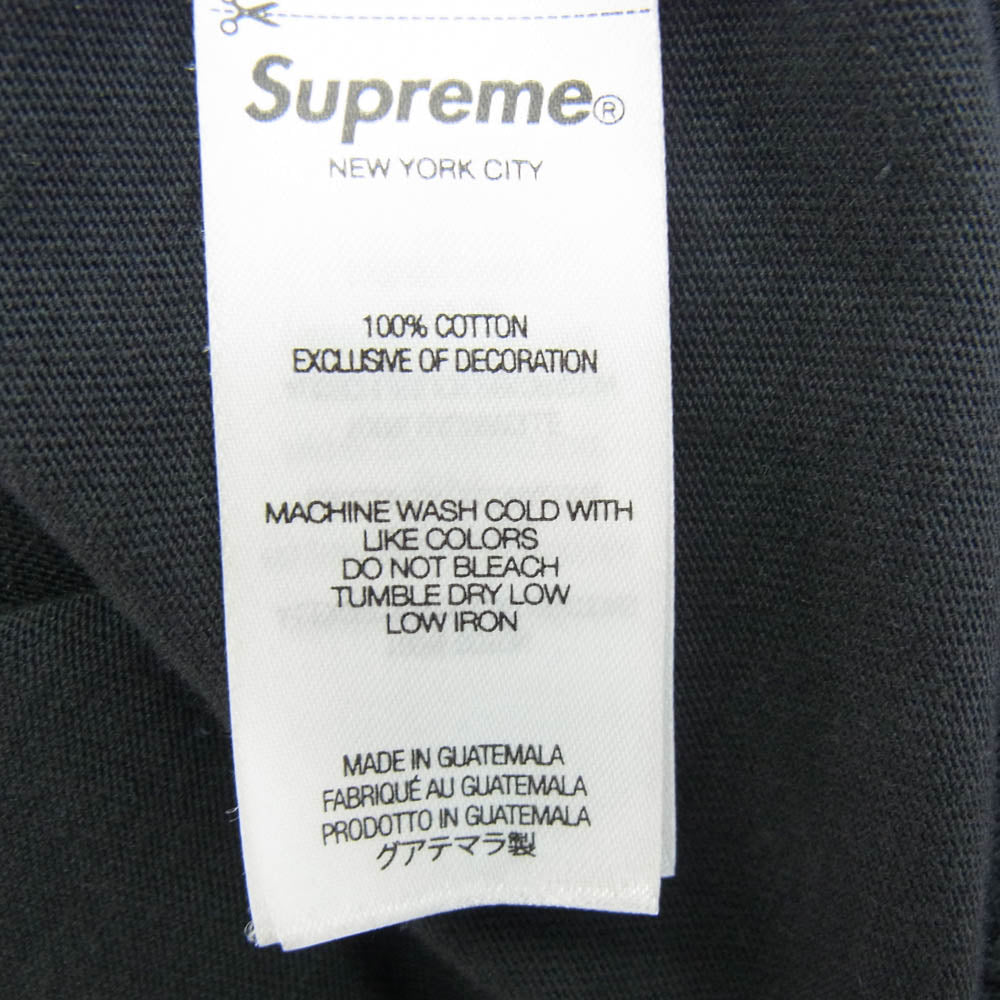 Supreme®
NEW YORK CITY
100% COTTON
EXCLUSIVE OF DECORATION
MACHINE WASH COLD WITH
LIKE COLORS
DO NOT BLEACH
TUMBLE DRY LOW
LOW IRON
MADE IN GUATEMALA
FABRIQUÉ AU GUATEMALA
PRODOTTO IN GUATEMALA
グアテマラ製